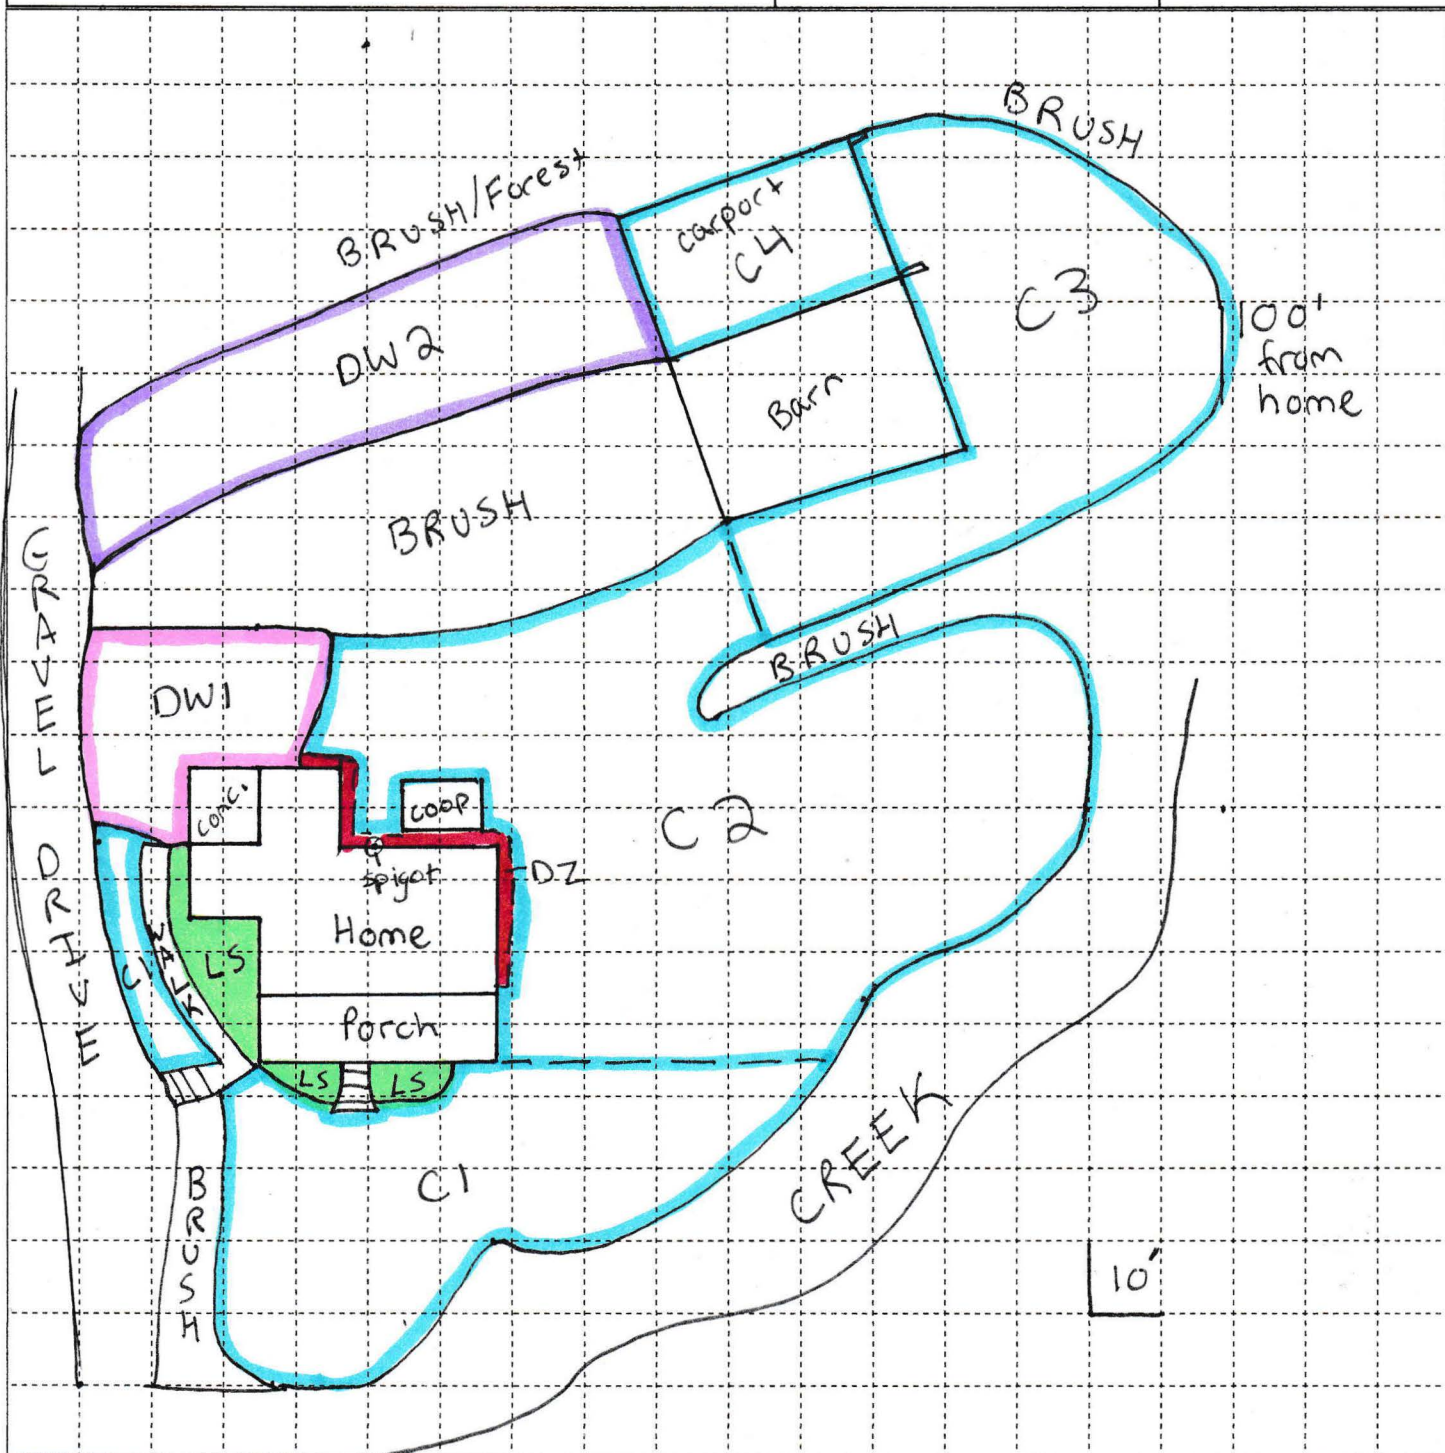 BRUSH
BRUSH/Forest
carport
C4
C3
100'
from
home
DW2
Barn
BRUSH
GRAVEL DRIVE
BRUSH
DW1
conc.
COOP
C2
spigot
DZ
Home
LS
WALK
C1
Porch
LS
LS
C1
CREEK
BRUSH
10'